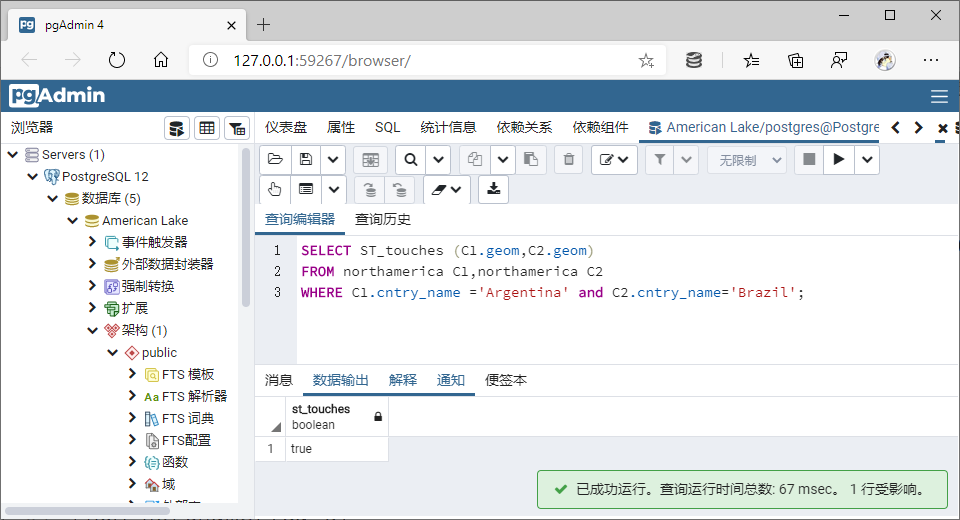 pgAdmin 4
127.0.0.1:59267/browser/
pgAdmin
浏览器
仪表盘 属性 SQL 统计信息 依赖关系 依赖组件 American Lake/postgres@Postgre
Servers (1)
PostgreSQL 12
数据库 (5)
American Lake
事件触发器
外部数据封装器
强制转换
扩展
架构 (1)
public
FTS 模板
Aa FTS 解析器
FTS 词典
FTS配置
函数
域
无限制
查询编辑器 查询历史
1 SELECT ST_touches (C1.geom,C2.geom)
2 FROM northamerica C1,northamerica C2
3 WHERE C1.cntry_name ='Argentina' and C2.cntry_name='Brazil';
消息 数据输出 解释 通知 便签本
st_touches
boolean
1 true
已成功运行。查询运行时间总数: 67 msec。 1 行受影响。